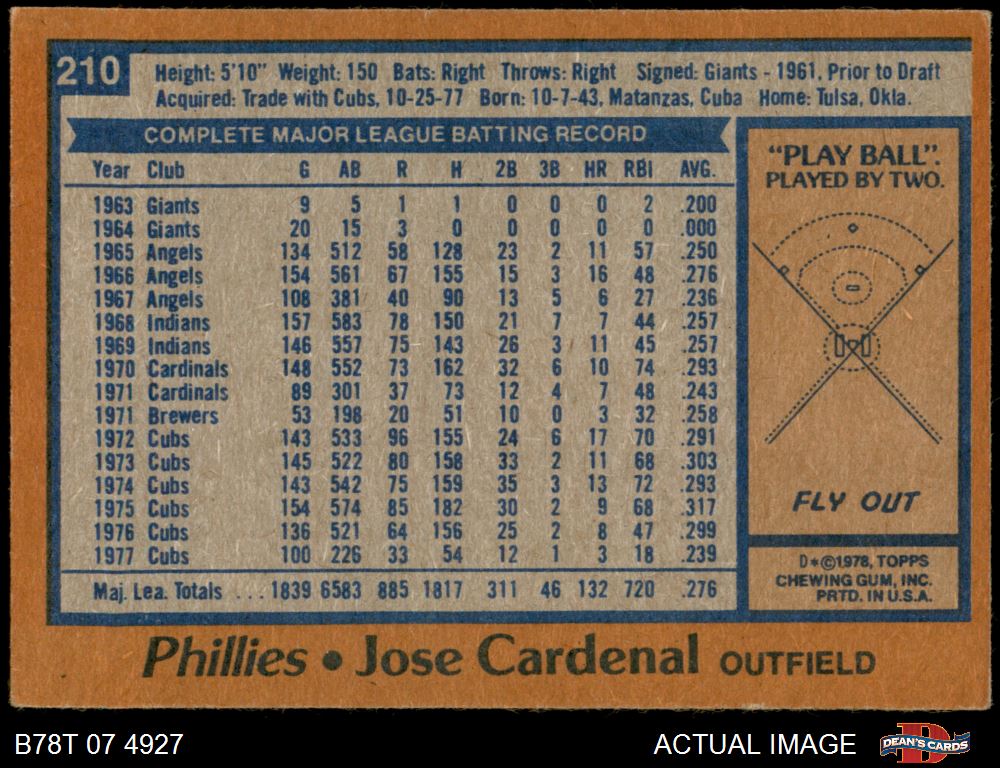 210
Height: 5'10" Weight: 150 Bats: Right Throws: Right Signed: Giants - 1961, Prior to Draft
Acquired: Trade with Cubs, 10-25-77 Born: 10-7-43, Matanzas, Cuba Home: Tulsa, Okla.
COMPLETE MAJOR LEAGUE BATTING RECORD
Year Club G AB R H 2B 3B HR RBI AVG.
1963 Giants 9 5 1 1 0 0 0 2 .200
1964 Giants 20 15 3 0 0 0 0 0 .000
1965 Angels 134 512 58 128 23 2 11 57 .250
1966 Angels 154 561 67 155 15 3 16 48 .276
1967 Angels 108 381 40 90 13 5 6 27 .236
1968 Indians 157 583 78 150 21 7 7 44 .257
1969 Indians 146 557 75 143 26 3 11 45 .257
1970 Cardinals 148 552 73 162 32 6 10 74 .293
1971 Cardinals 89 301 37 73 12 4 7 48 .243
1971 Brewers 53 198 20 51 10 0 3 32 .258
1972 Cubs 143 533 96 155 24 6 17 70 .291
1973 Cubs 145 522 80 158 33 2 11 68 .303
1974 Cubs 143 542 75 159 35 3 13 72 .293
1975 Cubs 154 574 85 182 30 2 9 68 .317
1976 Cubs 136 521 64 156 25 2 8 47 .299
1977 Cubs 100 226 33 54 12 1 3 18 .239
Maj. Lea. Totals ... 1839 6583 885 1817 311 46 132 720 .276
"PLAY BALL".
PLAYED BY TWO.
FLY OUT
D*©1978, TOPPS
CHEWING GUM, INC.
PRTD. IN U.S.A.
Phillies • Jose Cardenal OUTFIELD
B78T 07 4927
ACTUAL IMAGE
D
DEAN'S CARDS